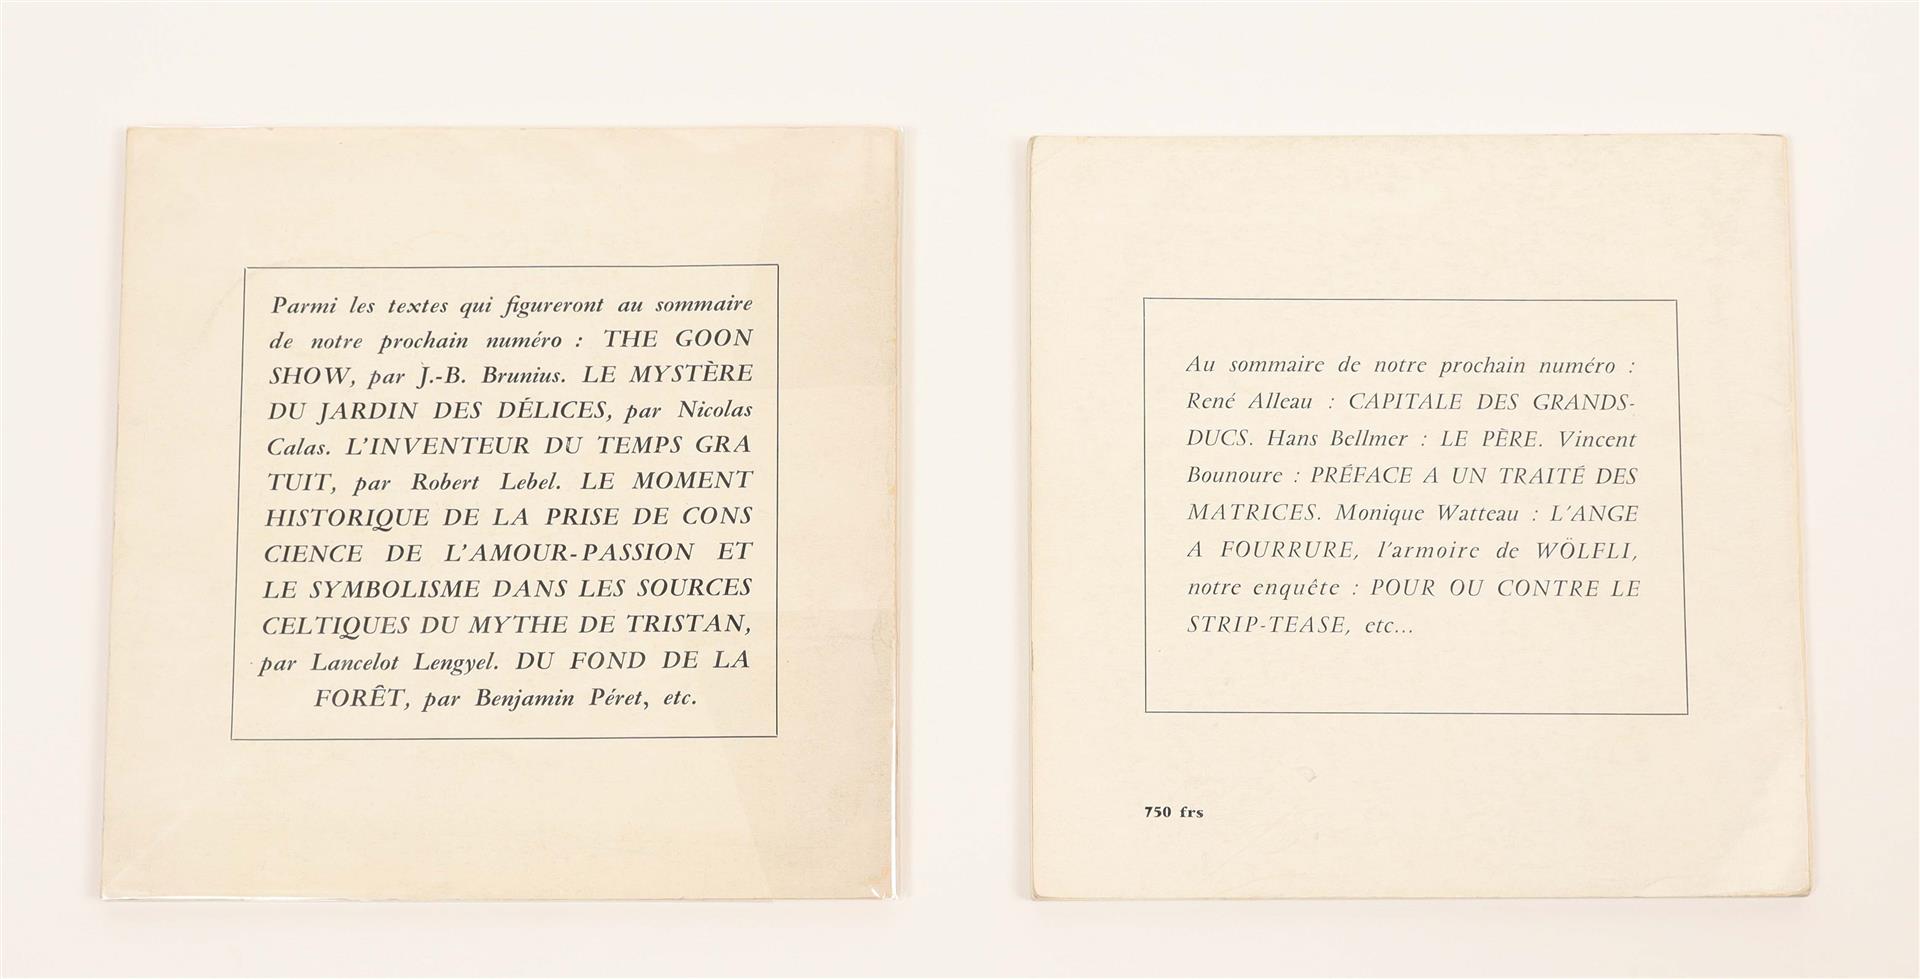 Parmi les textes qui figureront au sommaire
de notre prochain numéro : THE GOON
SHOW, par J.-B. Brunius. LE MYSTÈRE
DU JARDIN DES DÉLICES, par Nicolas
Calas. L'INVENTEUR DU TEMPS GRA
TUIT, par Robert Lebel. LE MOMENT
HISTORIQUE DE LA PRISE DE CONS
CIENCE DE L'AMOUR-PASSION ET
LE SYMBOLISME DANS LES SOURCES
CELTIQUES DU MYTHE DE TRISTAN,
par Lancelot Lengyel. DU FOND DE LA
FORÊT, par Benjamin Péret, etc.
Au sommaire de notre prochain numéro :
René Alleau : CAPITALE DES GRANDS-
DUCS. Hans Bellmer : LE PÈRE. Vincent
Bounoure : PRÉFACE A UN TRAITÉ DES
MATRICES. Monique Watteau : L'ANGE
A FOURRURE, l'armoire de WÖLFLI,
notre enquête : POUR OU CONTRE LE
STRIP-TEASE, etc...
750 frs